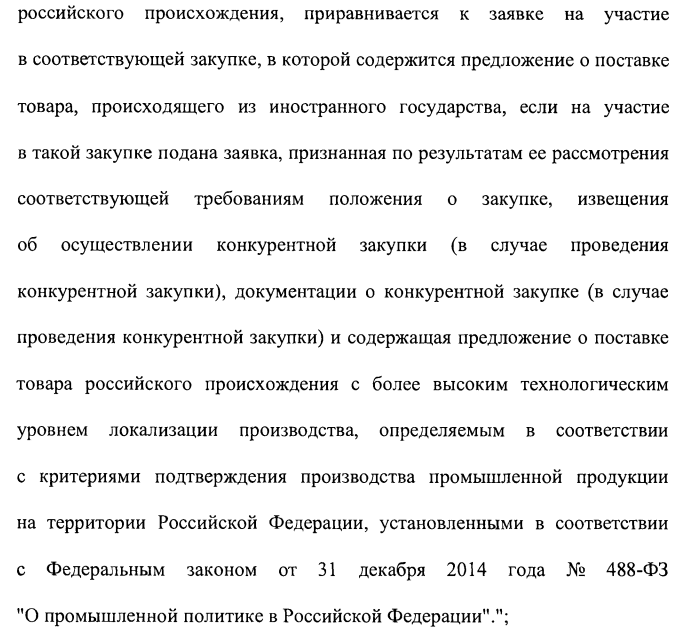 российского происхождения, приравнивается к заявке на участие
в соответствующей закупке, в которой содержится предложение о поставке
товара, происходящего из иностранного государства, если на участие
в такой закупке подана заявка, признанная по результатам ее рассмотрения
соответствующей требованиям положения о закупке, извещения
об осуществлении конкурентной закупки (в случае проведения
конкурентной закупки), документации о конкурентной закупке (в случае
проведения конкурентной закупки) и содержащая предложение о поставке
товара российского происхождения с более высоким технологическим
уровнем локализации производства, определяемым в соответствии
с критериями подтверждения производства промышленной продукции
на территории Российской Федерации, установленными в соответствии
с Федеральным законом от 31 декабря 2014 года № 488-ФЗ
"О промышленной политике в Российской Федерации".";